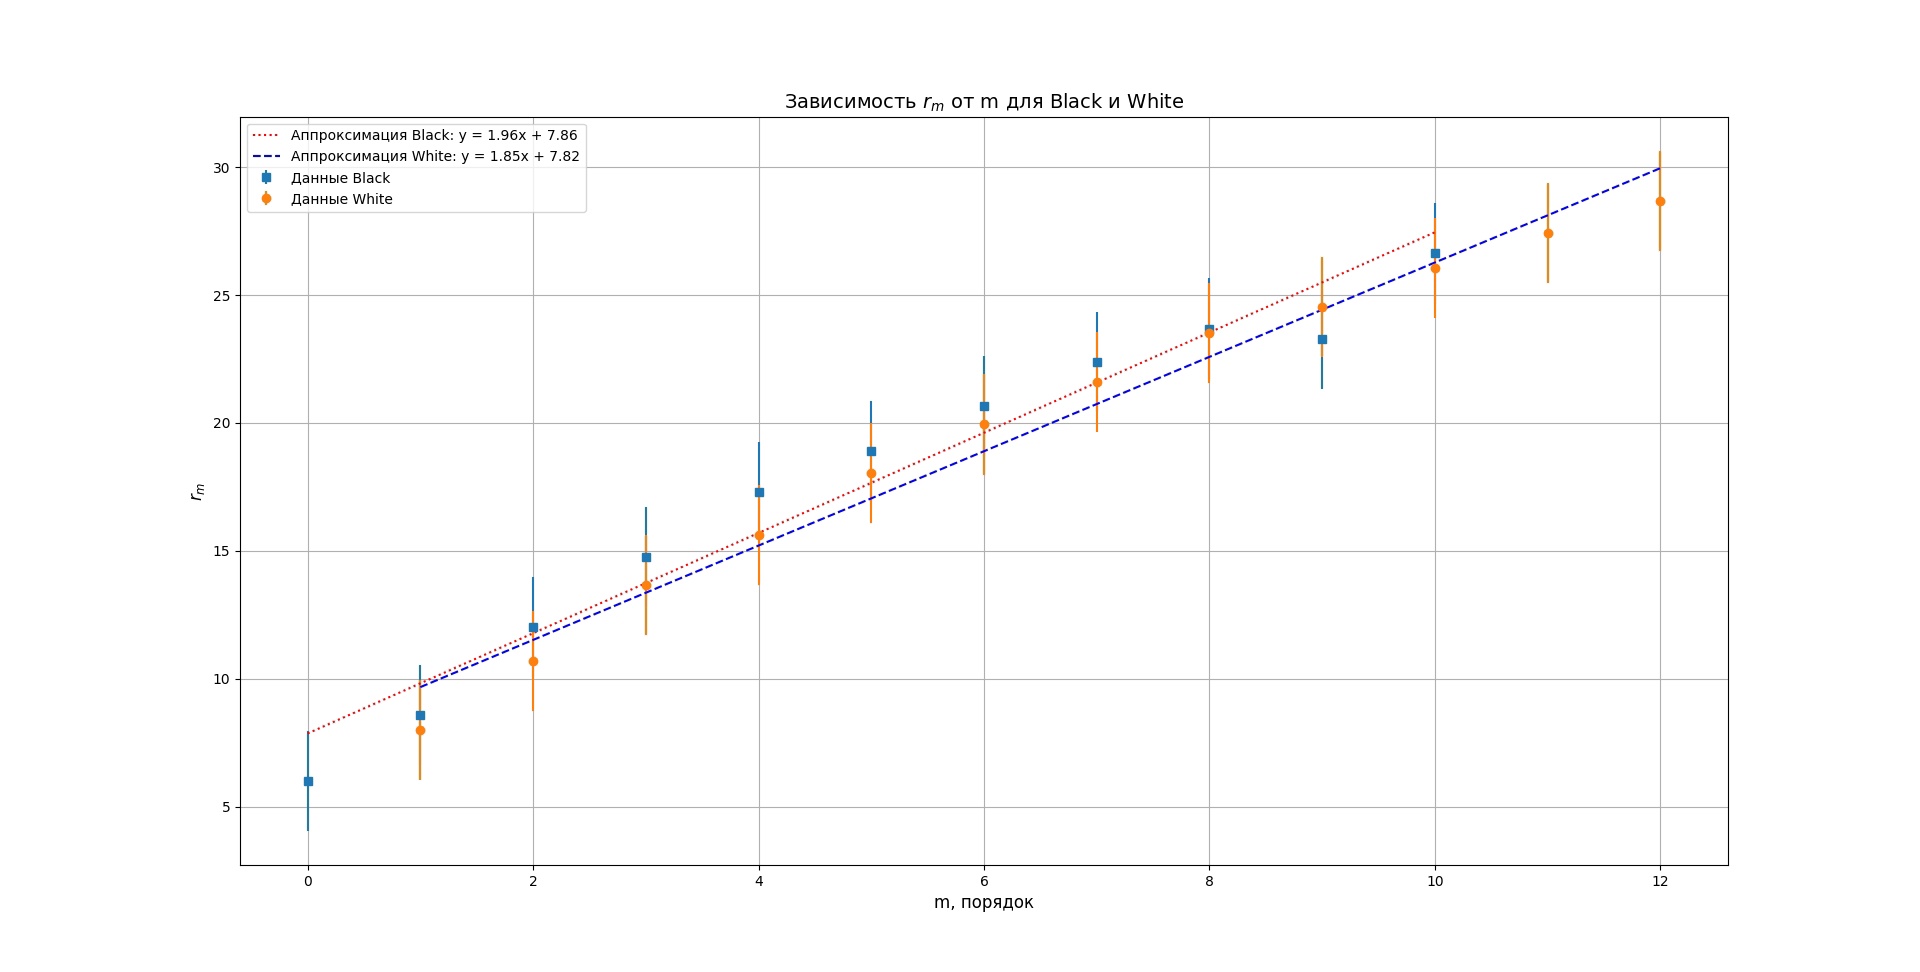 Зависимость r_m от m для Black и White
Аппроксимация Black: y = 1.96x + 7.86
Аппроксимация White: y = 1.85x + 7.82
Данные Black
Данные White
30
25
20
15
10
5
r_m
0 2 4 6 8 10 12
m, порядок